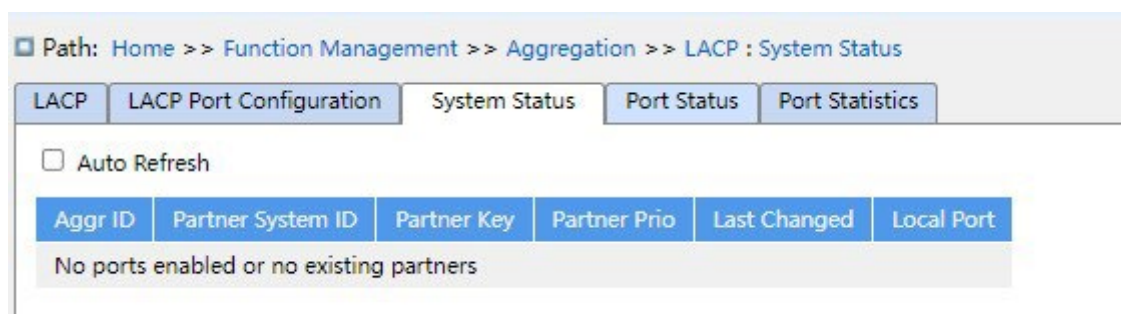 Path: Home >> Function Management >> Aggregation >> LACP : System Status
LACP LACP Port Configuration System Status Port Status Port Statistics
Auto Refresh
Aggr ID Partner System ID Partner Key Partner Prio Last Changed Local Port
No ports enabled or no existing partners